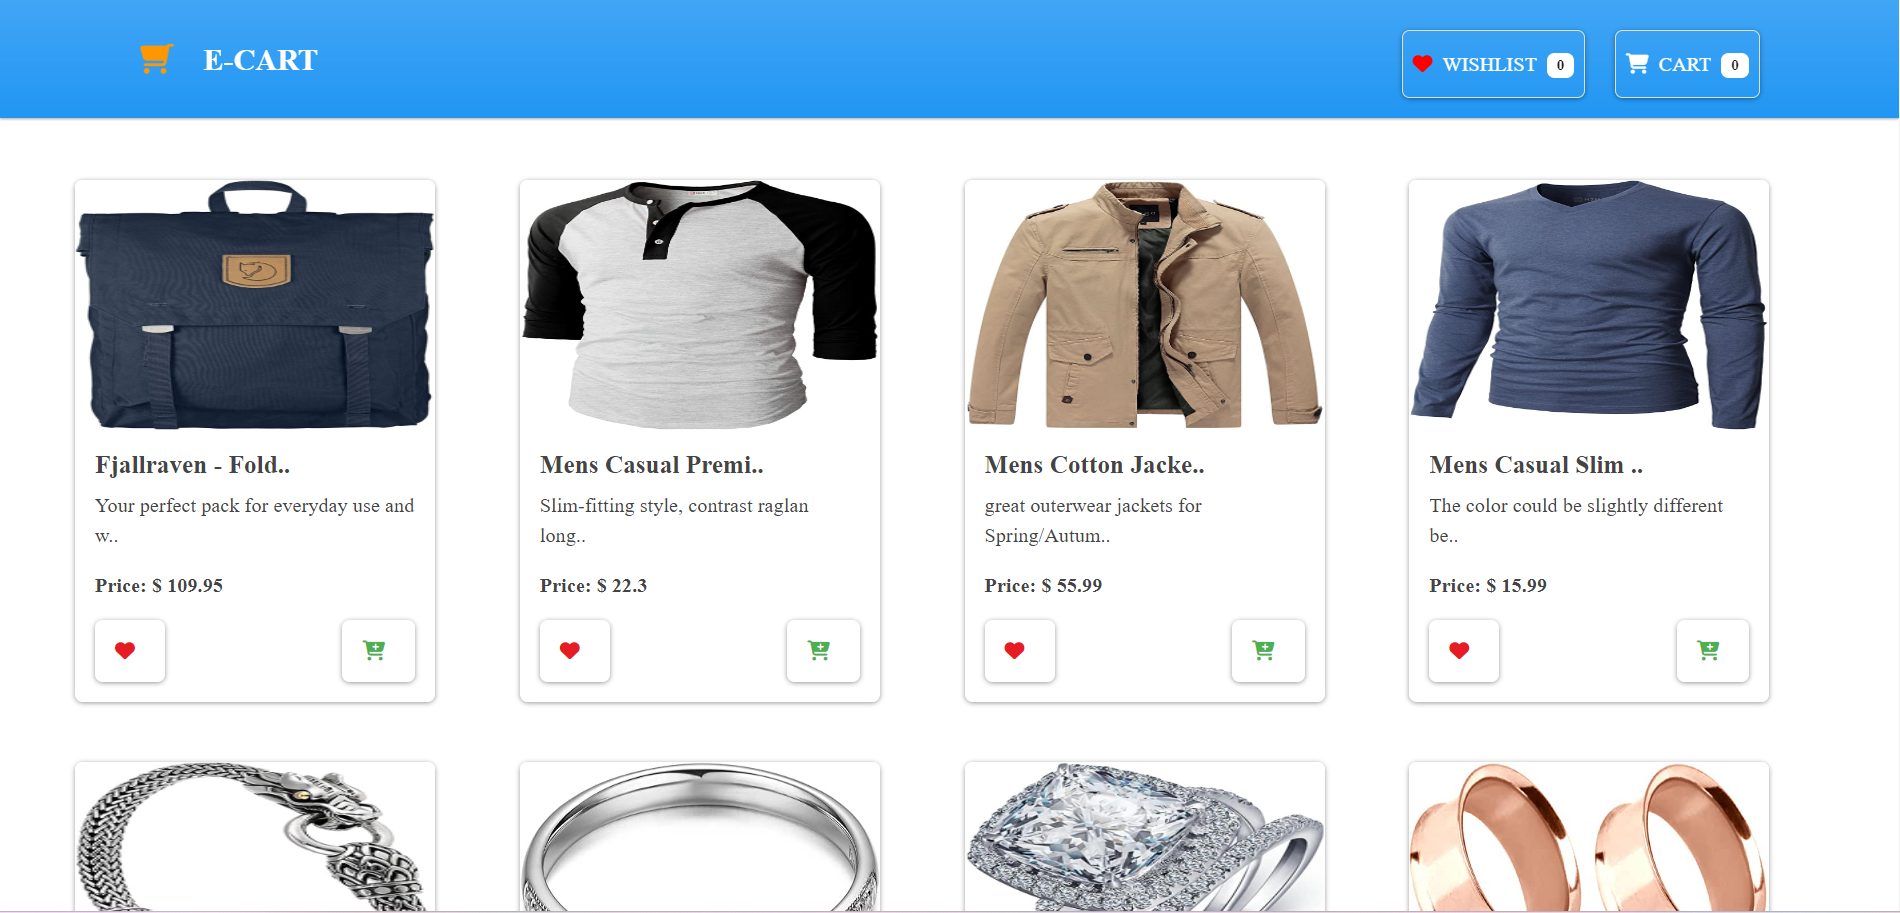 E-CART
WISHLIST 0
CART 0
Fjallraven - Fold..
Your perfect pack for everyday use and
w..
Price: $ 109.95
Mens Casual Premi..
Slim-fitting style, contrast raglan
long..
Price: $ 22.3
Mens Cotton Jacke..
great outerwear jackets for
Spring/Autum..
Price: $ 55.99
Mens Casual Slim ..
The color could be slightly different
be..
Price: $ 15.99